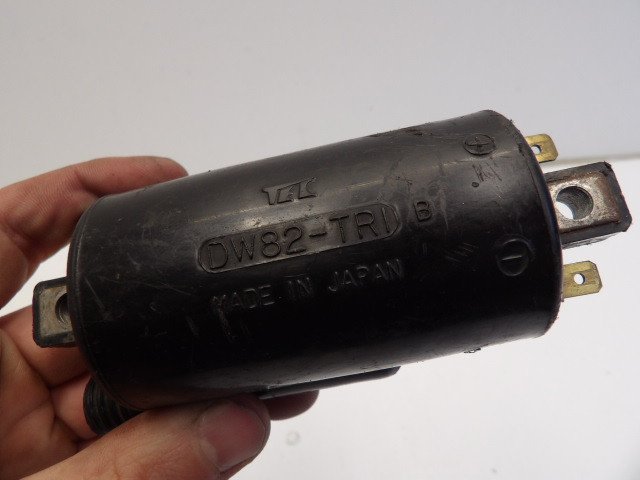 TEC
DW82-TRI B
MADE IN JAPAN
+
-